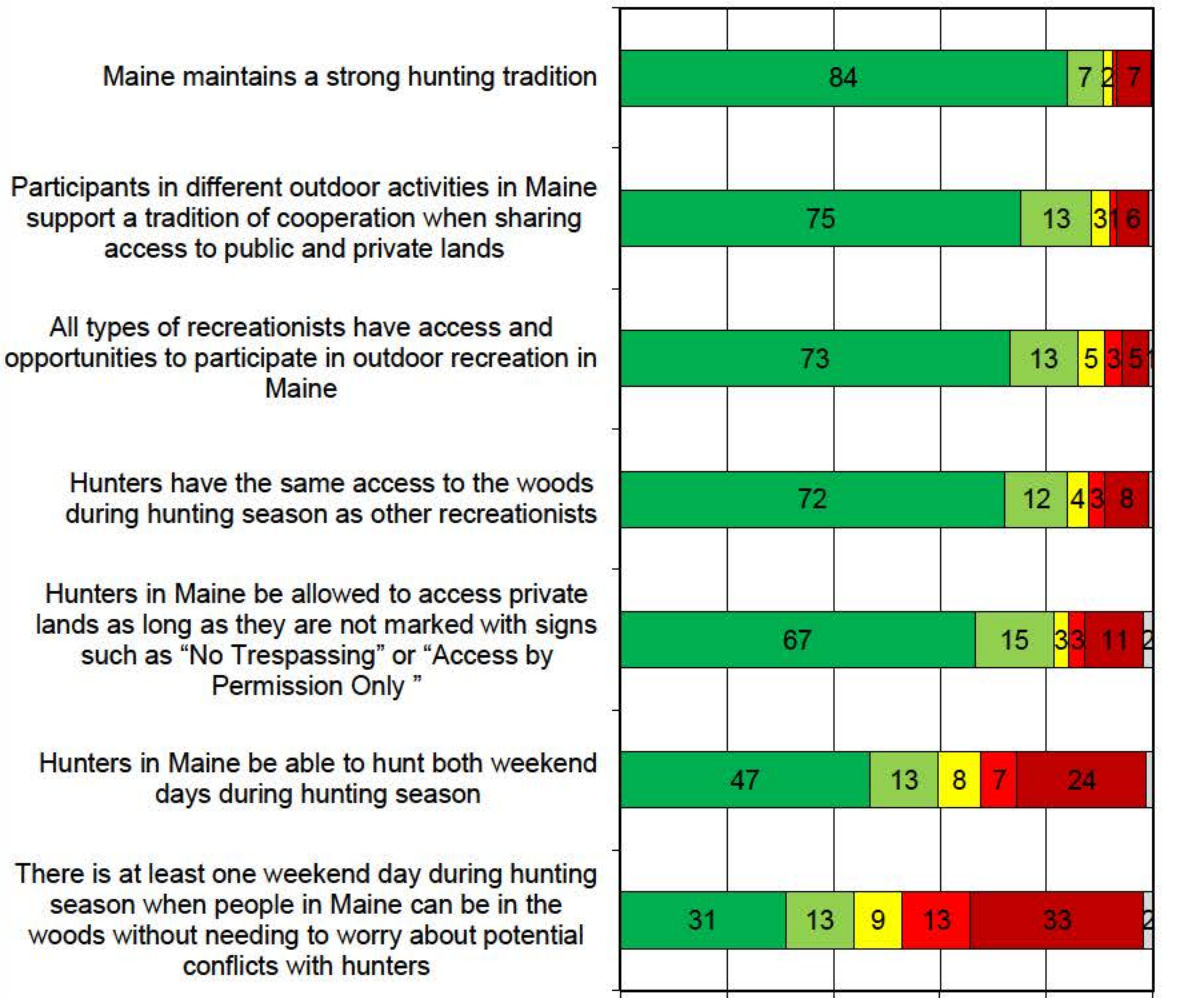 Maine maintains a strong hunting tradition
84 7 2 7
Participants in different outdoor activities in Maine
support a tradition of cooperation when sharing
access to public and private lands
75 13 3 1 6
All types of recreationists have access and
opportunities to participate in outdoor recreation in
Maine
73 13 5 3 5 1
Hunters have the same access to the woods
during hunting season as other recreationists
72 12 4 3 8
Hunters in Maine be allowed to access private
lands as long as they are not marked with signs
such as “No Trespassing” or “Access by
Permission Only ”
67 15 3 3 11 2
Hunters in Maine be able to hunt both weekend
days during hunting season
47 13 8 7 24
There is at least one weekend day during hunting
season when people in Maine can be in the
woods without needing to worry about potential
conflicts with hunters
31 13 9 13 33 2